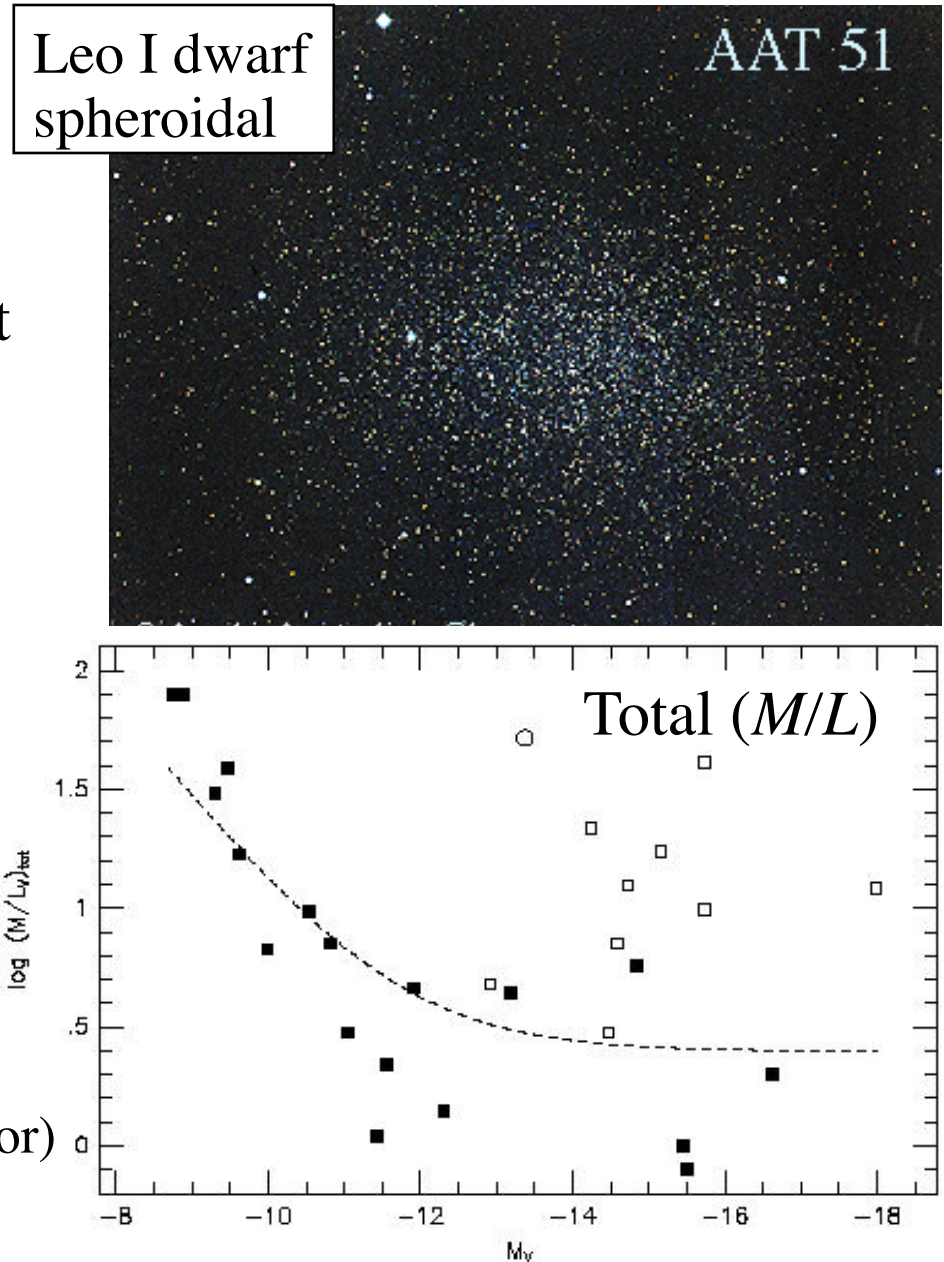 Leo I dwarf
spheroidal
AAT 51
t
Total (M/L)
2
1.5
1
.5
0
log (M/L_V)_tot
or)
-8
-10
-12
-14
-16
-18
M_V